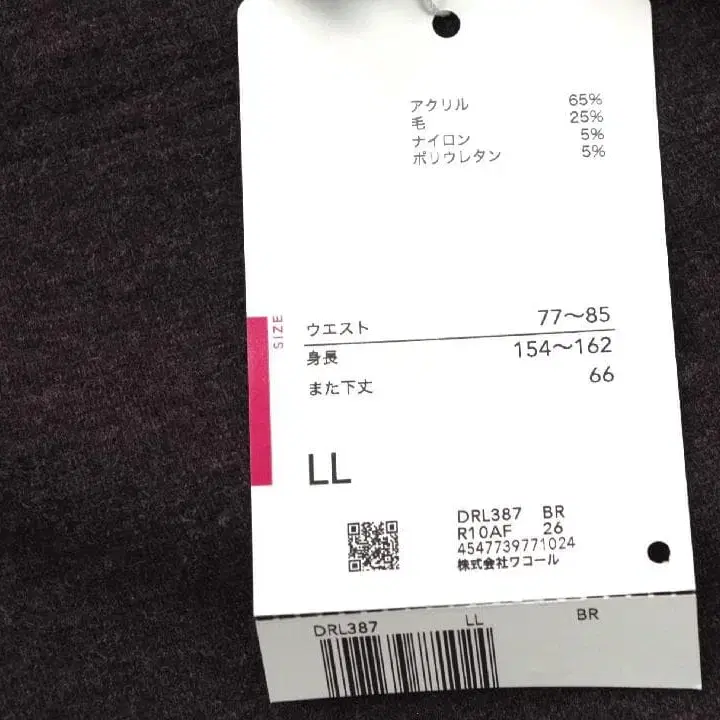 アクリル 65%
毛 25%
ナイロン 5%
ポリウレタン 5%
SIZE
ウエスト 77〜85
身長 154〜162
また下丈 66
LL
DRL387 BR
R10AF 26
4547739771024
株式会社ワコール
DRL387 LL BR